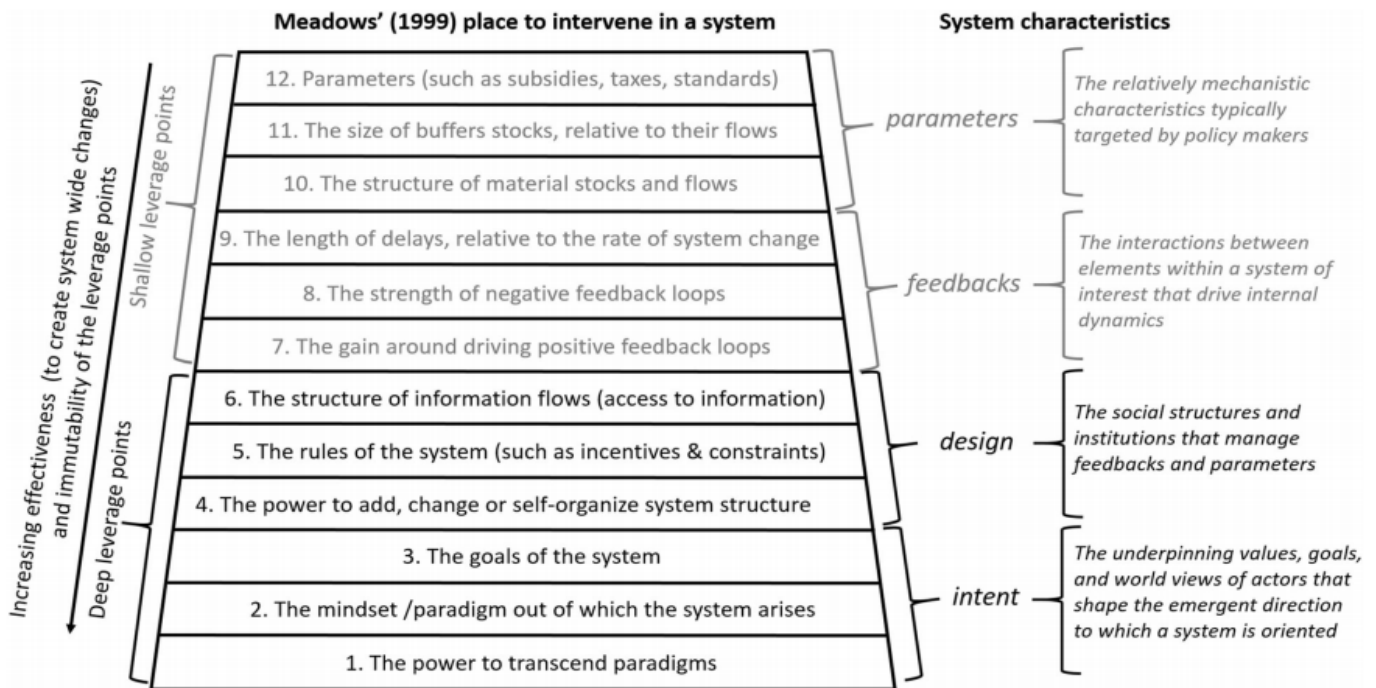 Meadows' (1999) place to intervene in a system
System characteristics
Increasing effectiveness (to create system wide changes)
and immutability of the leverage points
Shallow leverage points
Deep leverage points
12. Parameters (such as subsidies, taxes, standards)
11. The size of buffers stocks, relative to their flows
10. The structure of material stocks and flows
9. The length of delays, relative to the rate of system change
8. The strength of negative feedback loops
7. The gain around driving positive feedback loops
6. The structure of information flows (access to information)
5. The rules of the system (such as incentives & constraints)
4. The power to add, change or self-organize system structure
3. The goals of the system
2. The mindset /paradigm out of which the system arises
1. The power to transcend paradigms
parameters
The relatively mechanistic
characteristics typically
targeted by policy makers
feedbacks
The interactions between
elements within a system of
interest that drive internal
dynamics
design
The social structures and
institutions that manage
feedbacks and parameters
intent
The underpinning values, goals,
and world views of actors that
shape the emergent direction
to which a system is oriented